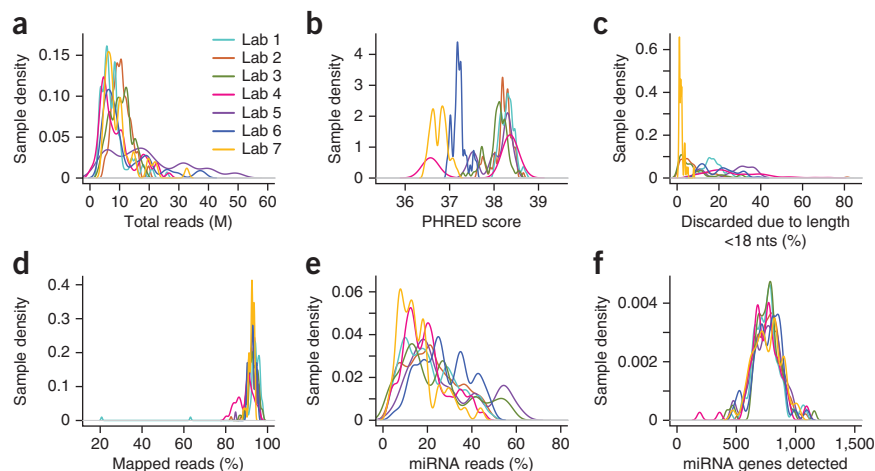 a
Sample density
0.15
0.10
0.05
0
0 10 20 30 40 50 60
Total reads (M)
Lab 1
Lab 2
Lab 3
Lab 4
Lab 5
Lab 6
Lab 7
b
Sample density
4
3
2
1
0
36 37 38 39
PHRED score
c
Sample density
0.6
0.4
0.2
0
0 20 40 60 80
Discarded due to length
<18 nts (%)
d
Sample density
0.4
0.3
0.2
0.1
0
20 40 60 80 100
Mapped reads (%)
e
Sample density
0.06
0.04
0.02
0
0 20 40 60 80
miRNA reads (%)
f
Sample density
0.004
0.002
0
0 500 1,000 1,500
miRNA genes detected